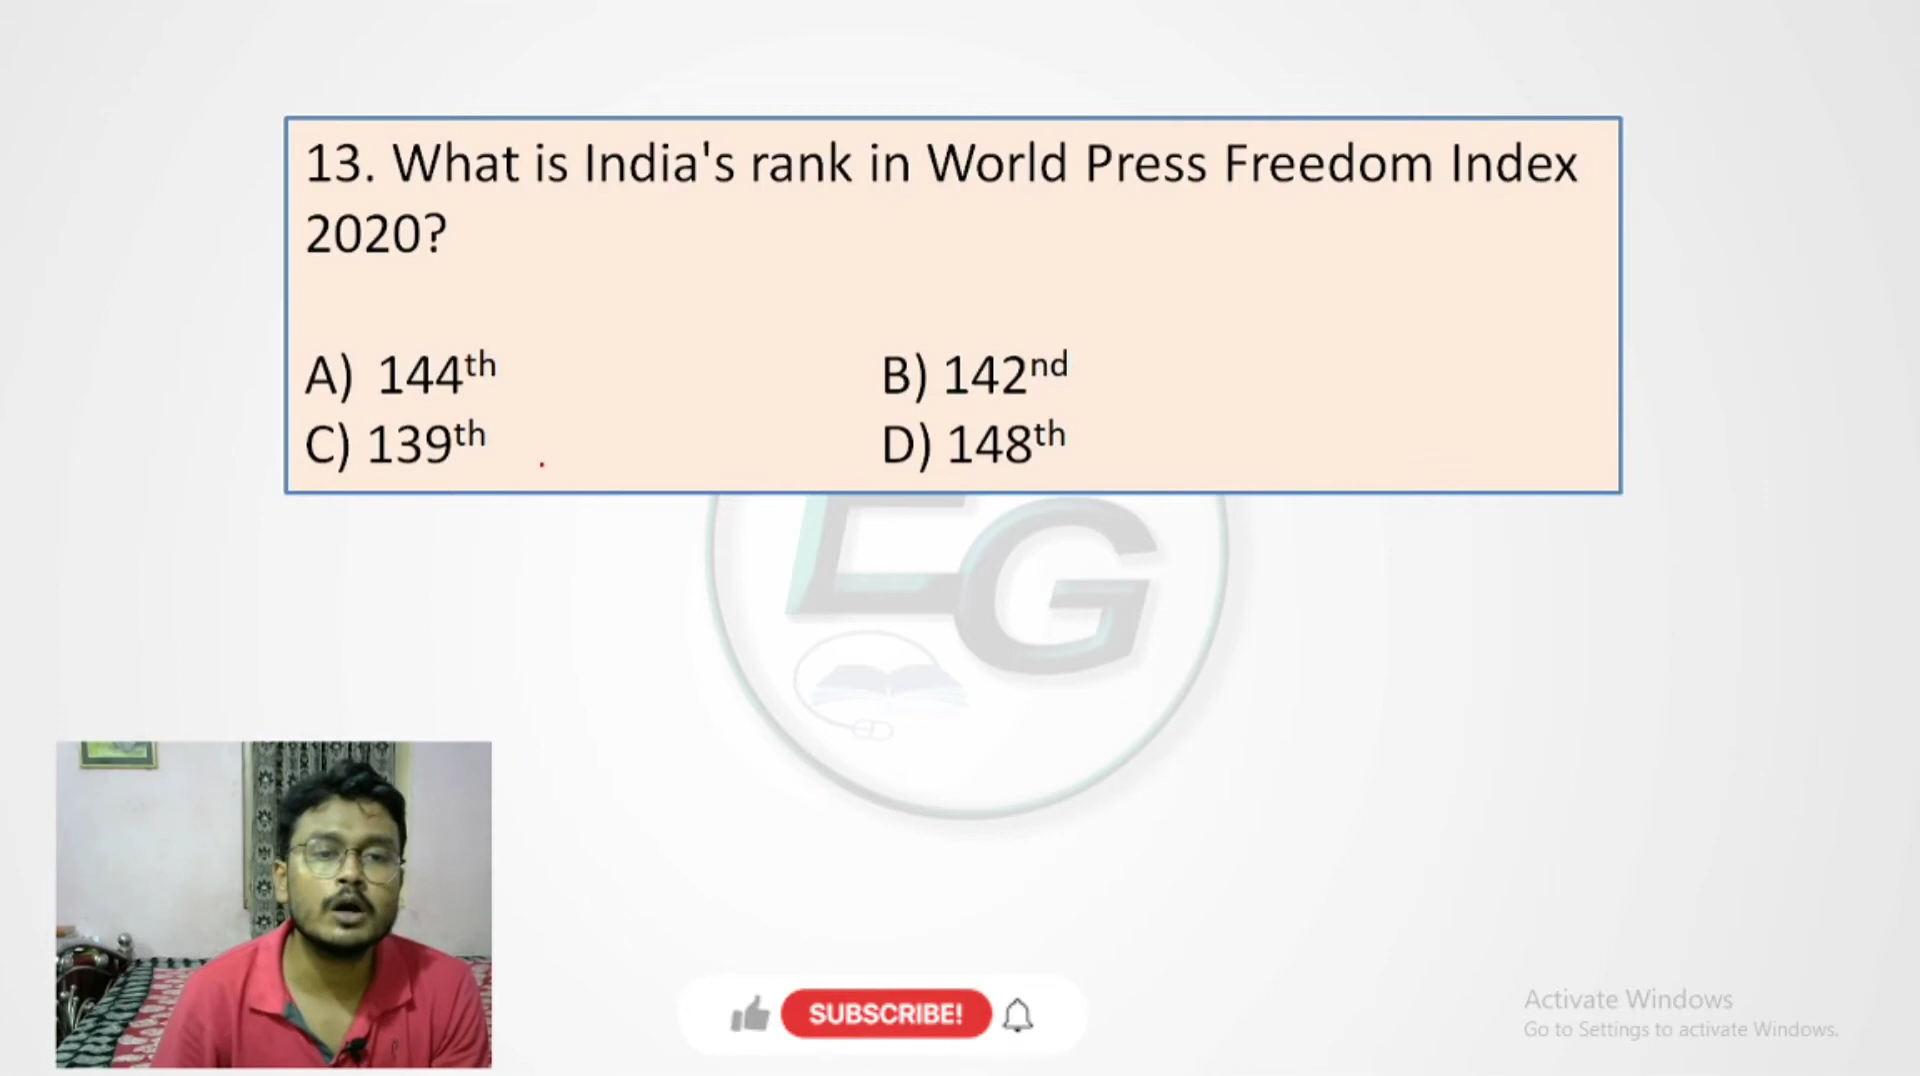 13. What is India's rank in World Press Freedom Index
2020?
A) 144th B) 142nd
C) 139th D) 148th
EG
SUBSCRIBE!
Activate Windows
Go to Settings to activate Windows.